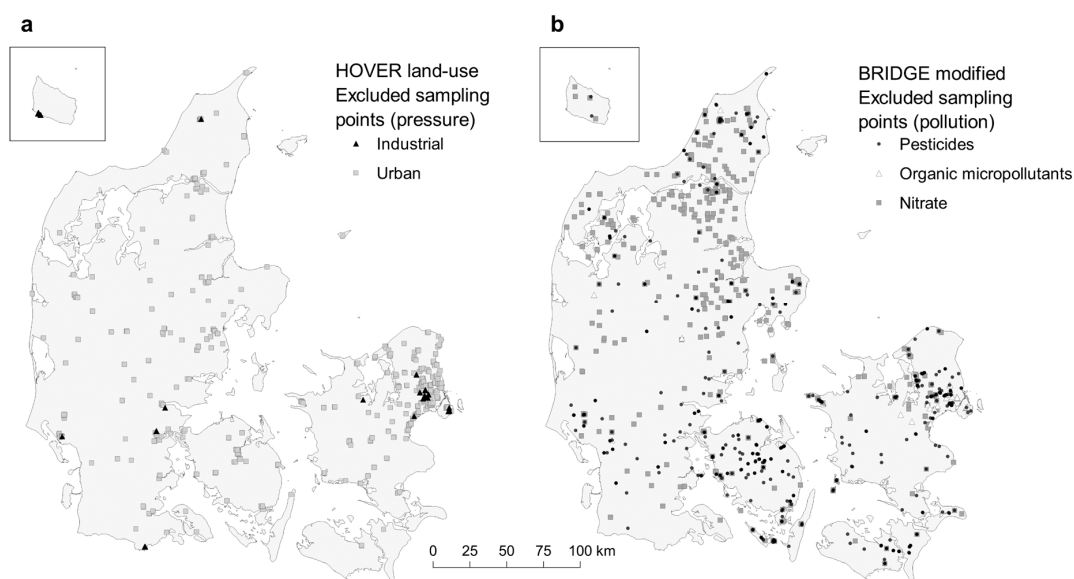 a
HOVER land-use
Excluded sampling
points (pressure)
Industrial
Urban
b
BRIDGE modified
Excluded sampling
points (pollution)
Pesticides
Organic micropollutants
Nitrate
0 25 50 75 100 km